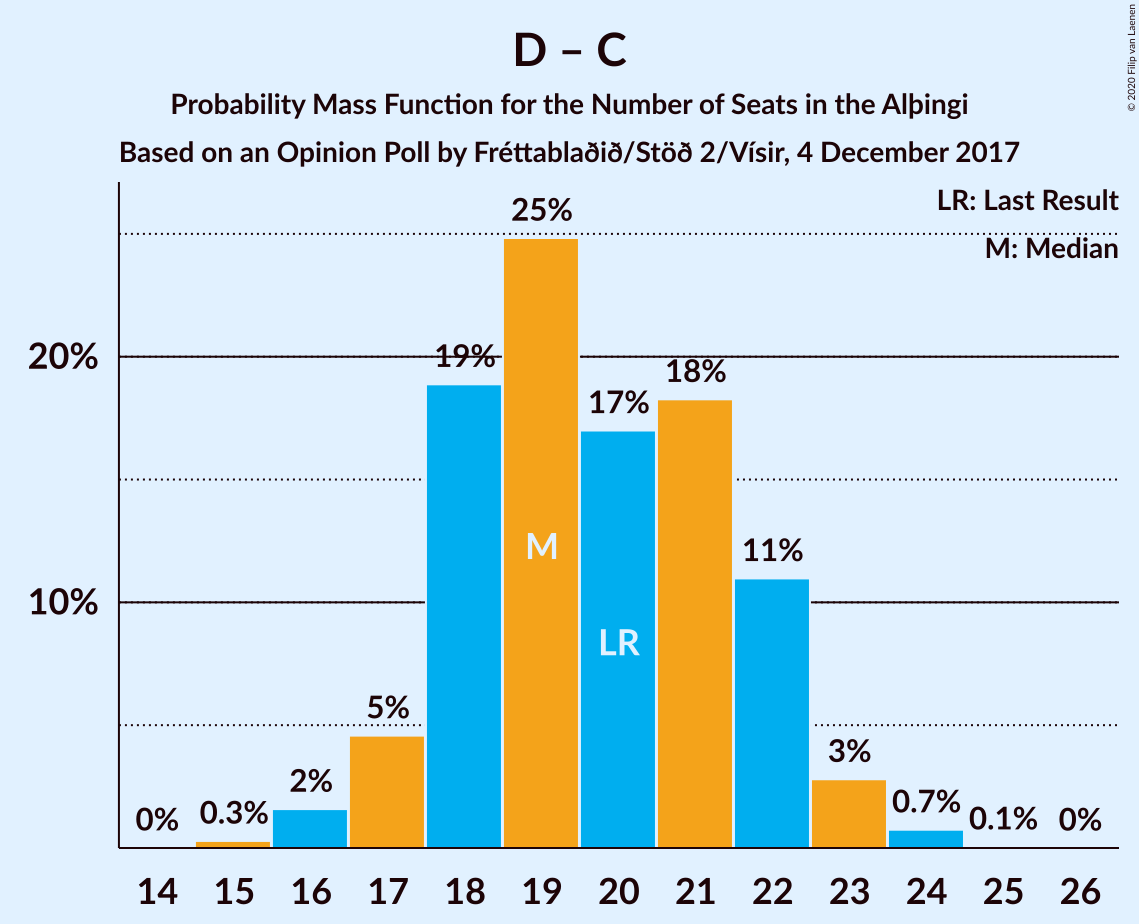 D – C
Probability Mass Function for the Number of Seats in the Alþingi
Based on an Opinion Poll by Fréttablaðið/Stöð 2/Vísir, 4 December 2017
© 2020 Filip van Laenen
LR: Last Result
M: Median
20%
10%
0%
0.3%
2%
5%
19%
25%
17%
18%
11%
3%
0.7%
0.1%
0%
M
LR
14 15 16 17 18 19 20 21 22 23 24 25 26